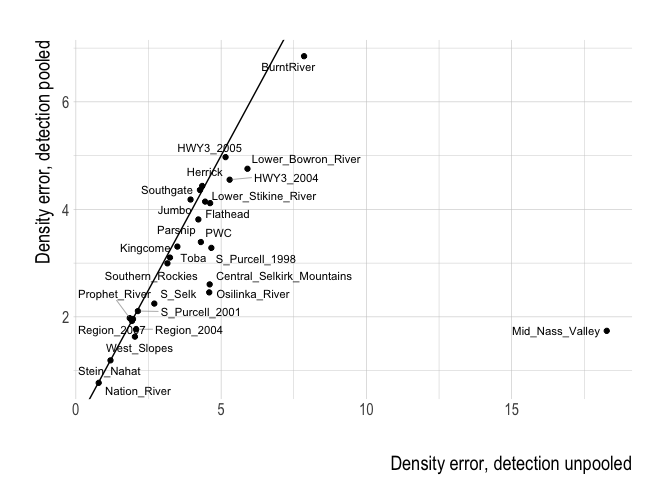 Density error, detection pooled
6
4
2
BurntRiver
HWY3_2005
Lower_Bowron_River
Herrick
HWY3_2004
Southgate
Lower_Stikine_River
Jumbo
Flathead
Parship
PWC
Kingcome
Toba
S_Purcell_1998
Southern_Rockies
Central_Selkirk_Mountains
Prophet_River
S_Selk
Osilinka_River
S_Purcell_2001
Region_2007
Region_2004
Mid_Nass_Valley
West_Slopes
Stein_Nahat
Nation_River
0
5
10
15
Density error, detection unpooled